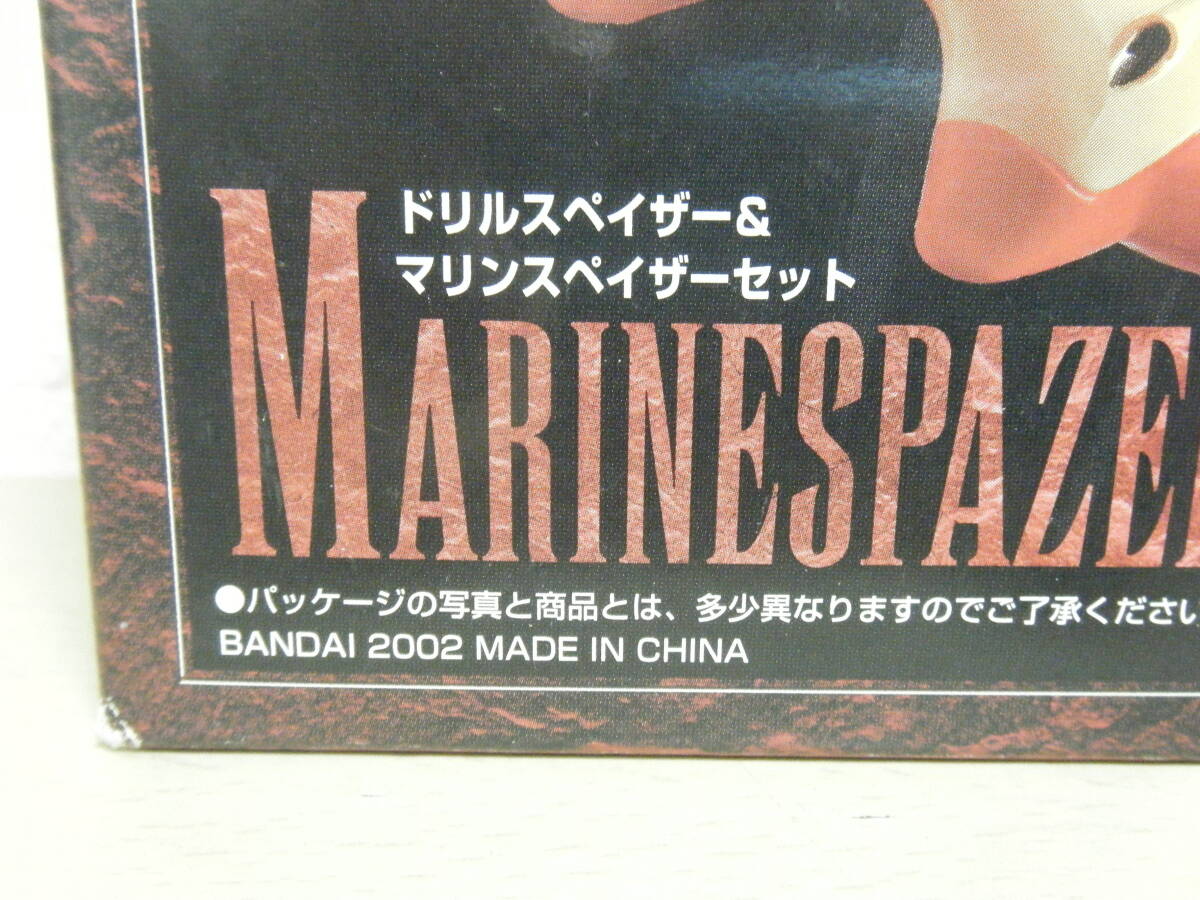 ドリルスペイザー&
マリンスペイザーセット
MARINESPAZE
●パッケージの写真と商品とは、多少異なりますのでご了承ください
BANDAI 2002 MADE IN CHINA